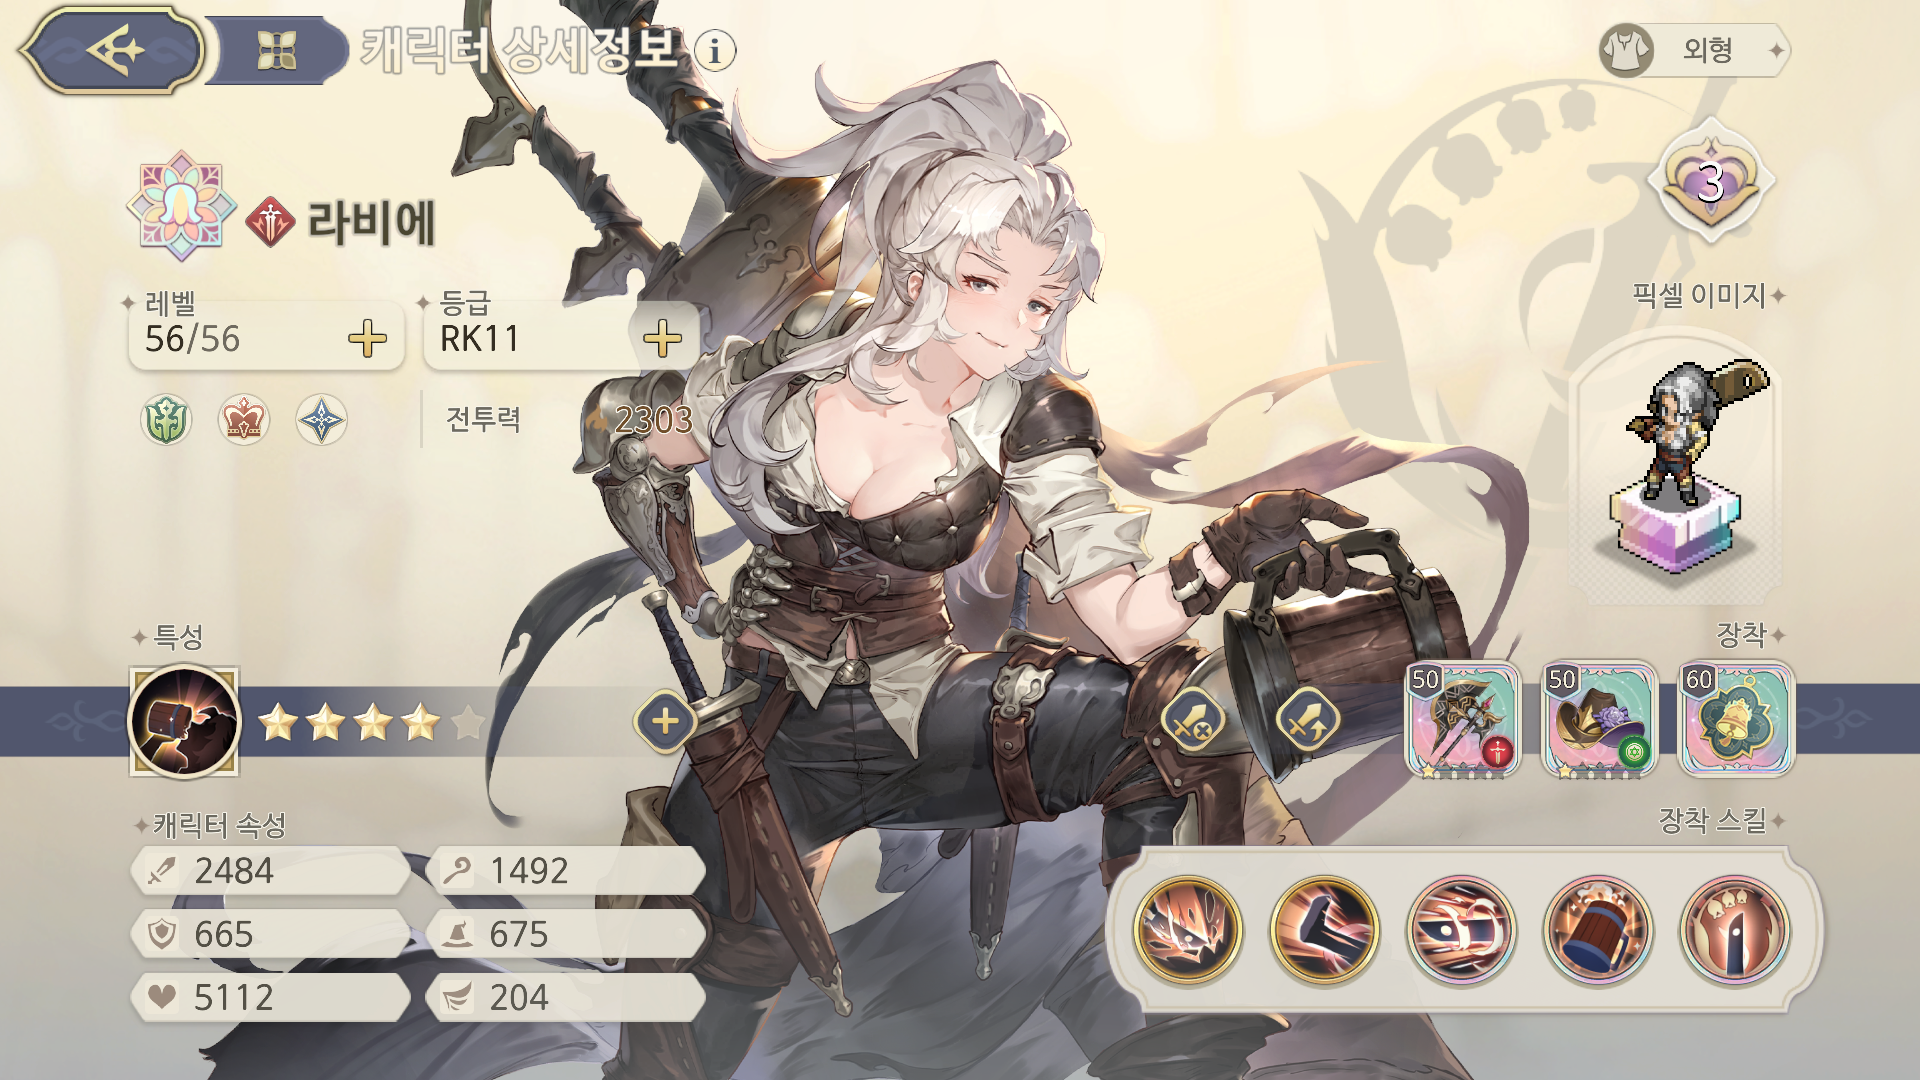 캐릭터 상세정보 i
외형
3
라비에
레벨
56/56
등급
RK11
전투력
2303
픽셀 이미지
특성
장착
50
50
60
캐릭터 속성
2484
1492
665
675
5112
204
장착 스킬